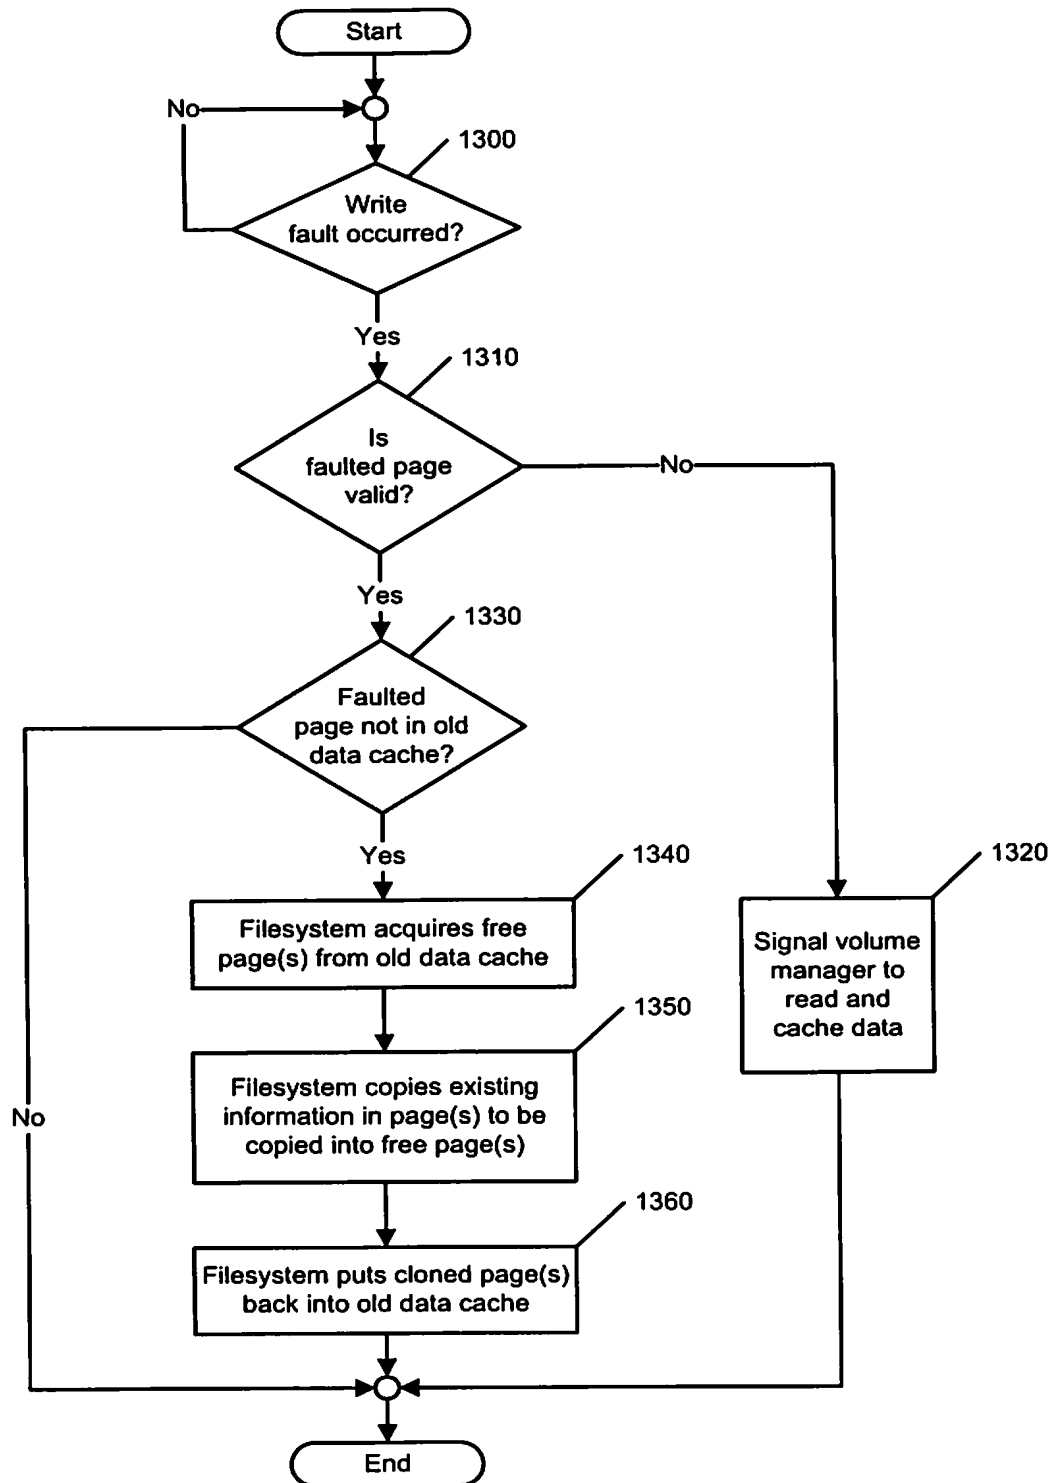 Start
No
1300
Write
fault occurred?
Yes
1310
Is
faulted page
valid?
No
Yes
1330
Faulted
page not in old
data cache?
Yes
1340
1320
Filesystem acquires free
page(s) from old data cache
Signal volume
manager to
read and
cache data
1350
Filesystem copies existing
information in page(s) to be
copied into free page(s)
No
1360
Filesystem puts cloned page(s)
back into old data cache
End